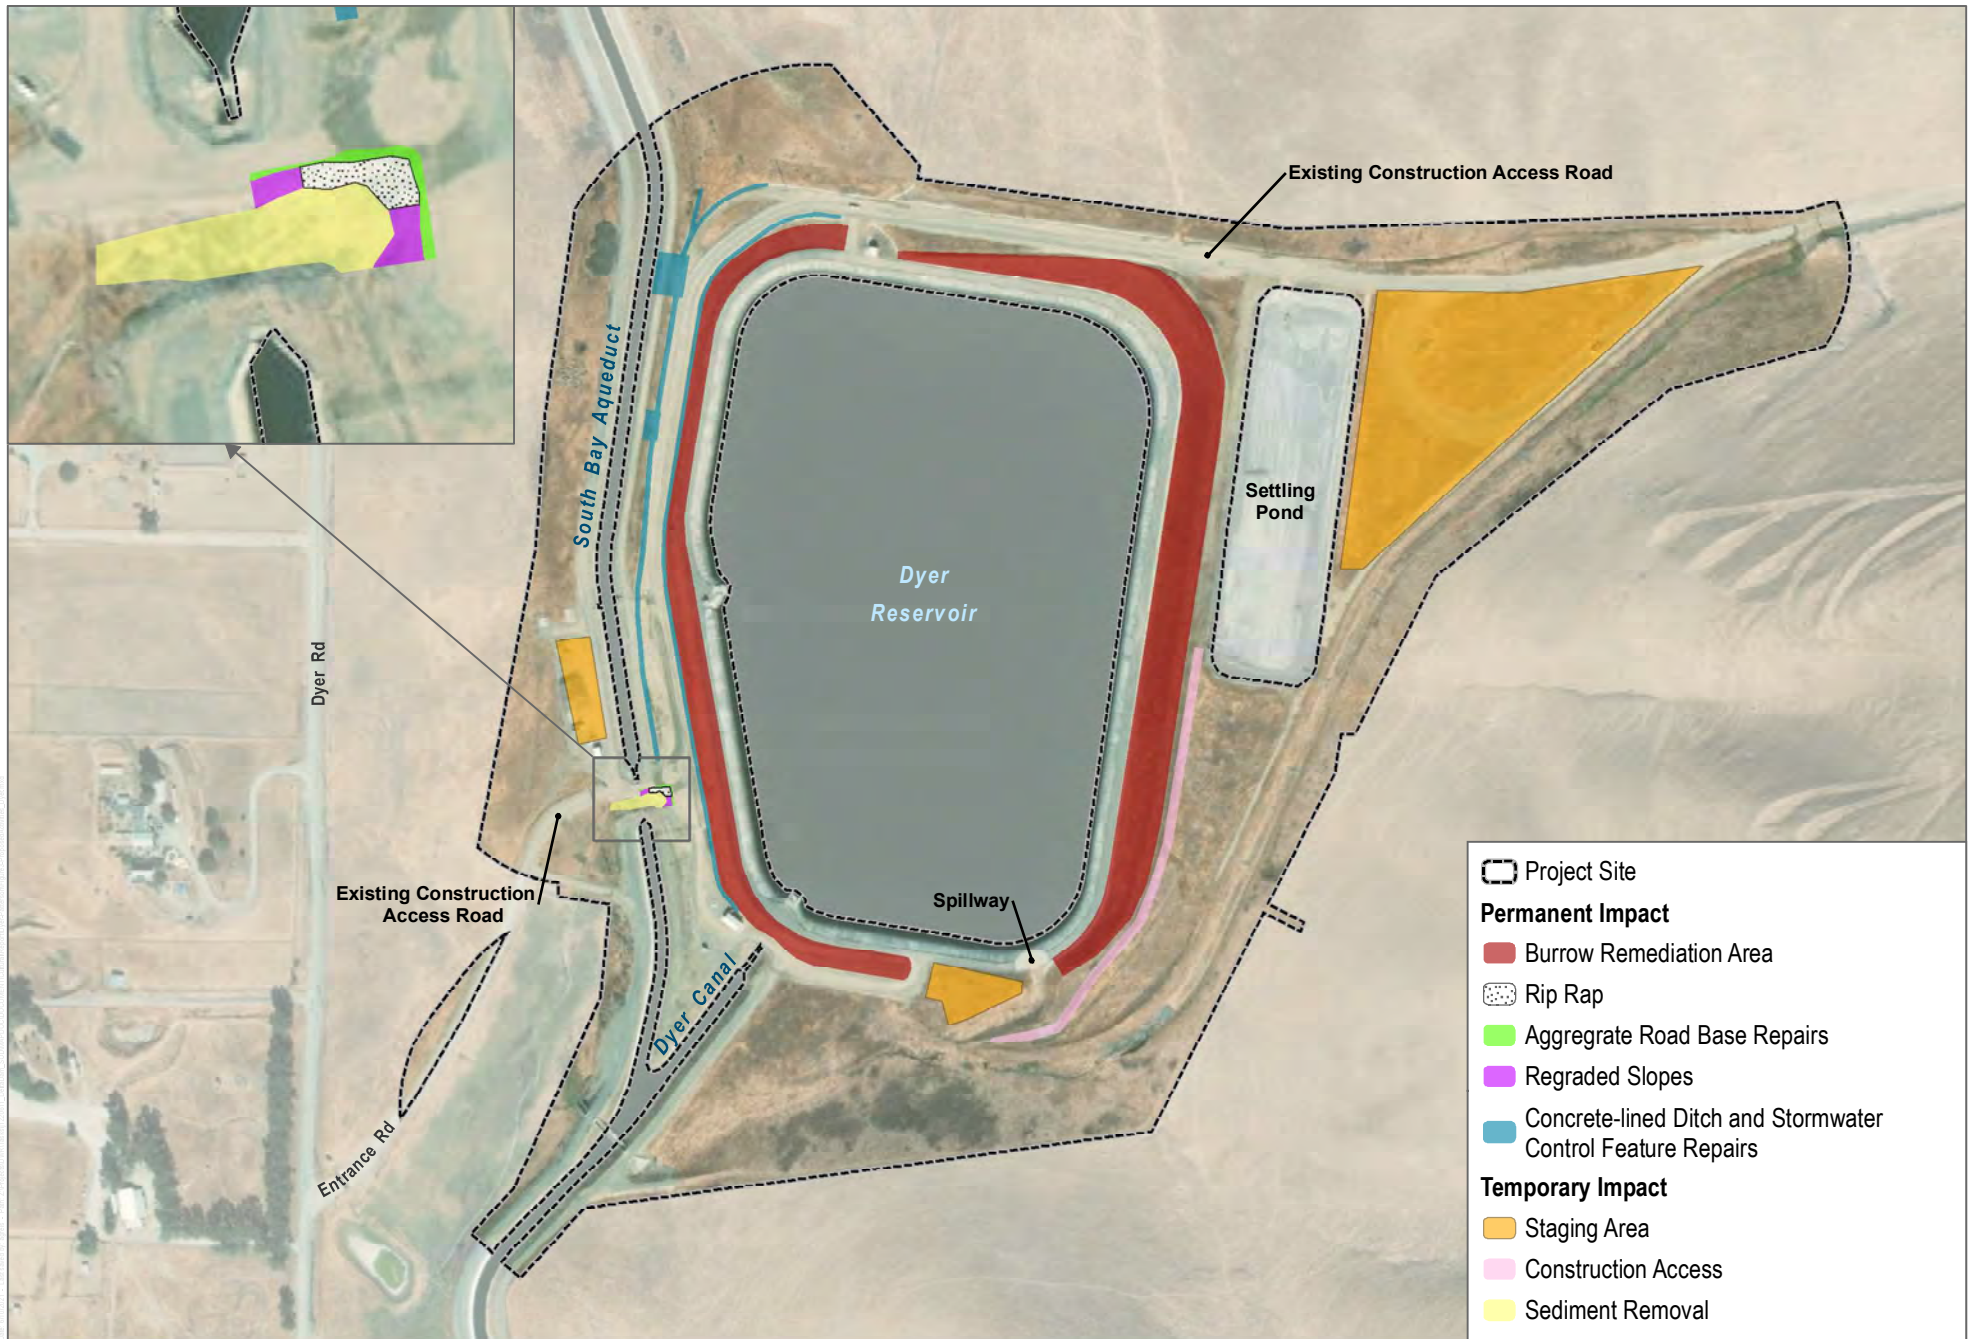 Existing Construction Access Road
South Bay Aqueduct
Settling
Pond
Dyer
Reservoir
Dyer Rd
Existing Construction
Access Road
Spillway
Dyer Canal
Entrance Rd
Project Site
Permanent Impact
Burrow Remediation Area
Rip Rap
Aggregrate Road Base Repairs
Regraded Slopes
Concrete-lined Ditch and Stormwater
Control Feature Repairs
Temporary Impact
Staging Area
Construction Access
Sediment Removal